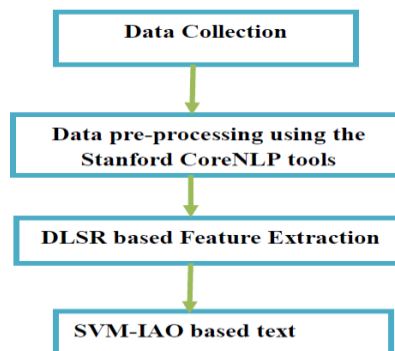 Data Collection
Data pre-processing using the
Stanford CoreNLP tools
DLSR based Feature Extraction
SVM-IAO based text